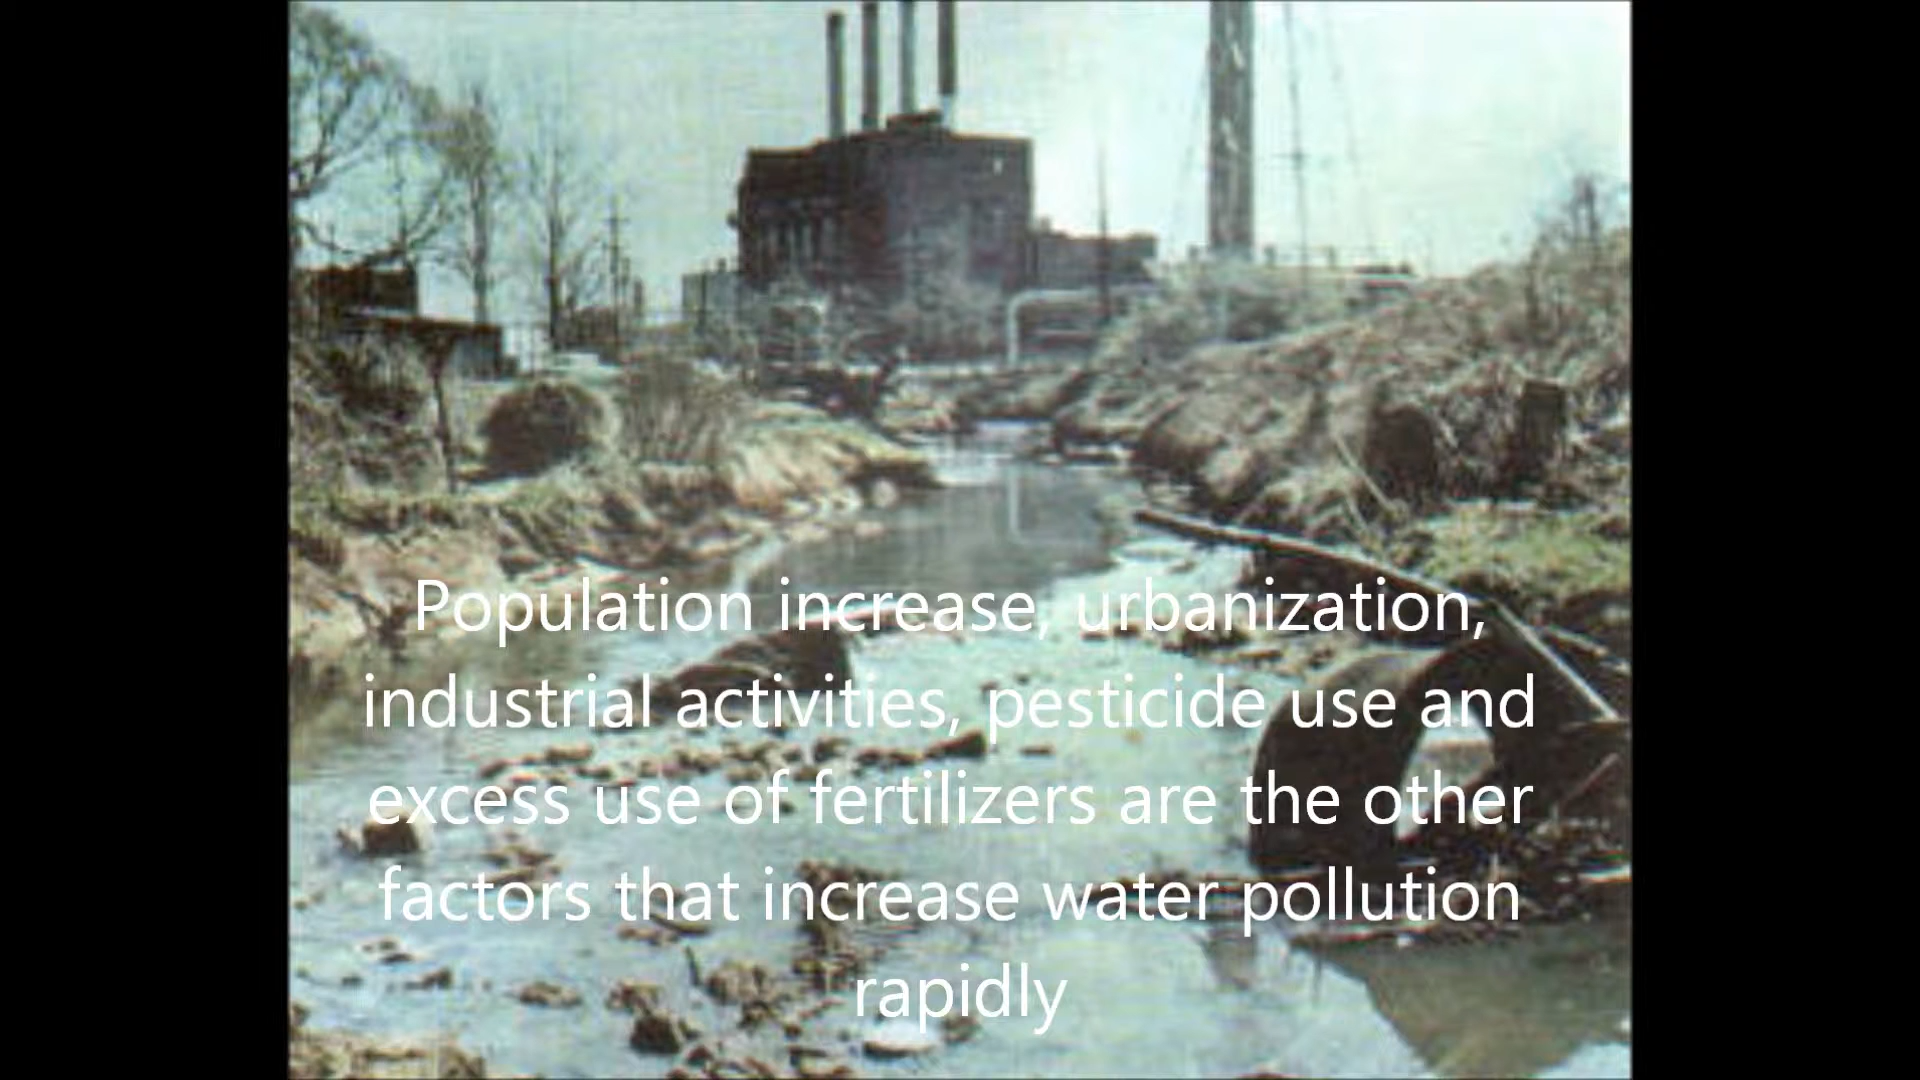 Population increase, urbanization,
industrial activities, pesticide use and
excess use of fertilizers are the other
factors that increase water pollution
rapidly